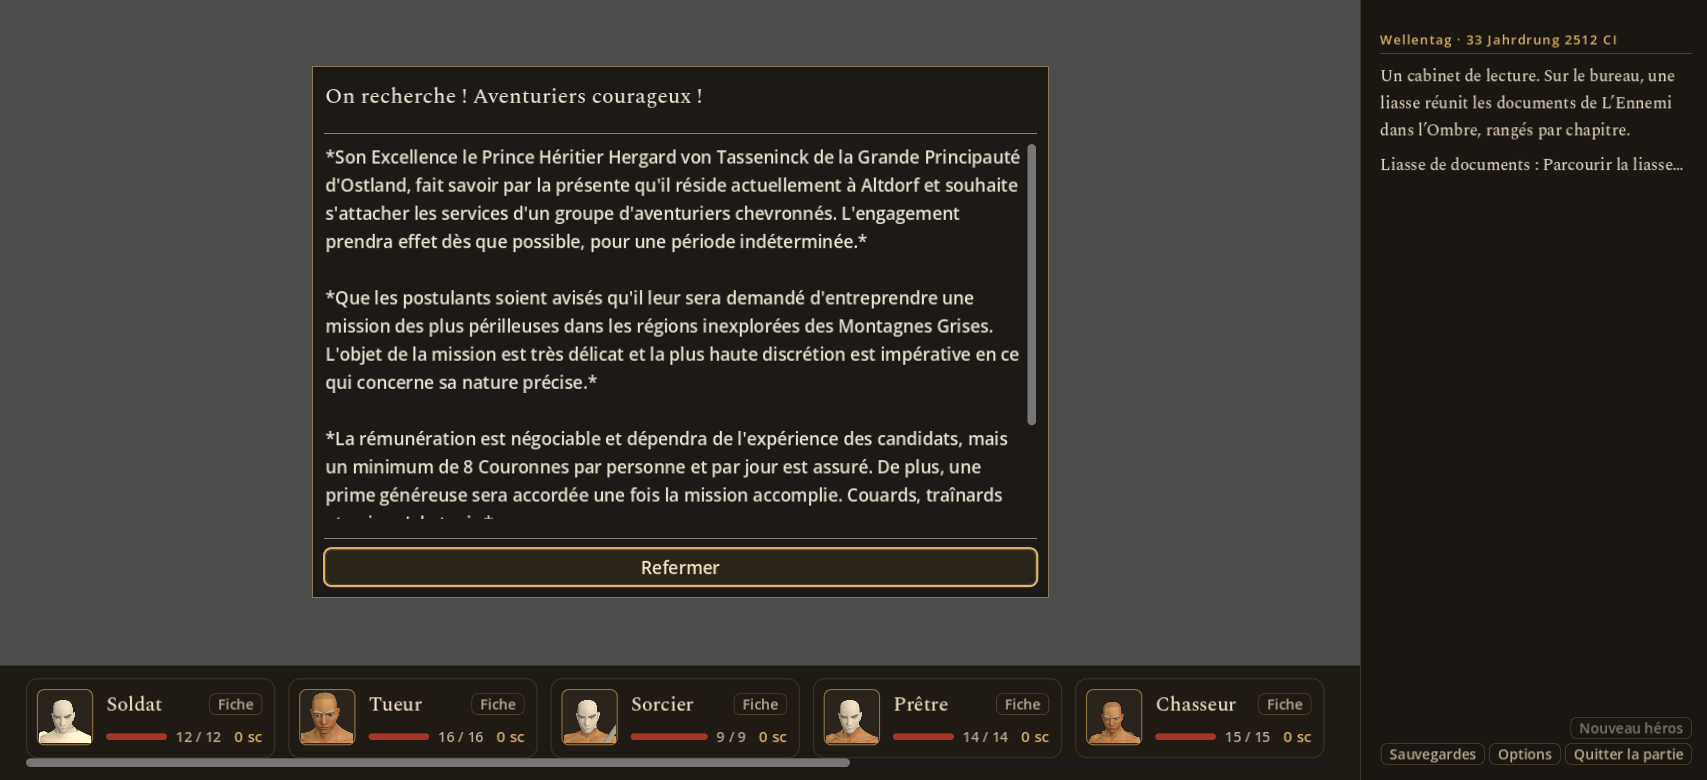 On recherche ! Aventuriers courageux !
*Son Excellence le Prince Héritier Hergard von Tasseninck de la Grande Principauté
d'Ostland, fait savoir par la présente qu'il réside actuellement à Altdorf et souhaite
s'attacher les services d'un groupe d'aventuriers chevronnés. L'engagement
prendra effet dès que possible, pour une période indéterminée.*
*Que les postulants soient avisés qu'il leur sera demandé d'entreprendre une
mission des plus périlleuses dans les régions inexplorées des Montagnes Grises.
L'objet de la mission est très délicat et la plus haute discrétion est impérative en ce
qui concerne sa nature précise.*
*La rémunération est négociable et dépendra de l'expérience des candidats, mais
un minimum de 8 Couronnes par personne et par jour est assuré. De plus, une
prime généreuse sera accordée une fois la mission accomplie. Couards, traînards
Refermer
Wellentag · 33 Jahrdrung 2512 CI
Un cabinet de lecture. Sur le bureau, une
liasse réunit les documents de L’Ennemi
dans l’Ombre, rangés par chapitre.
Liasse de documents : Parcourir la liasse...
Soldat Fiche
12 / 12 0 sc
Tueur Fiche
16 / 16 0 sc
Sorcier Fiche
9 / 9 0 sc
Prêtre Fiche
14 / 14 0 sc
Chasseur Fiche
15 / 15 0 sc
Nouveau héros
Sauvegardes Options Quitter la partie